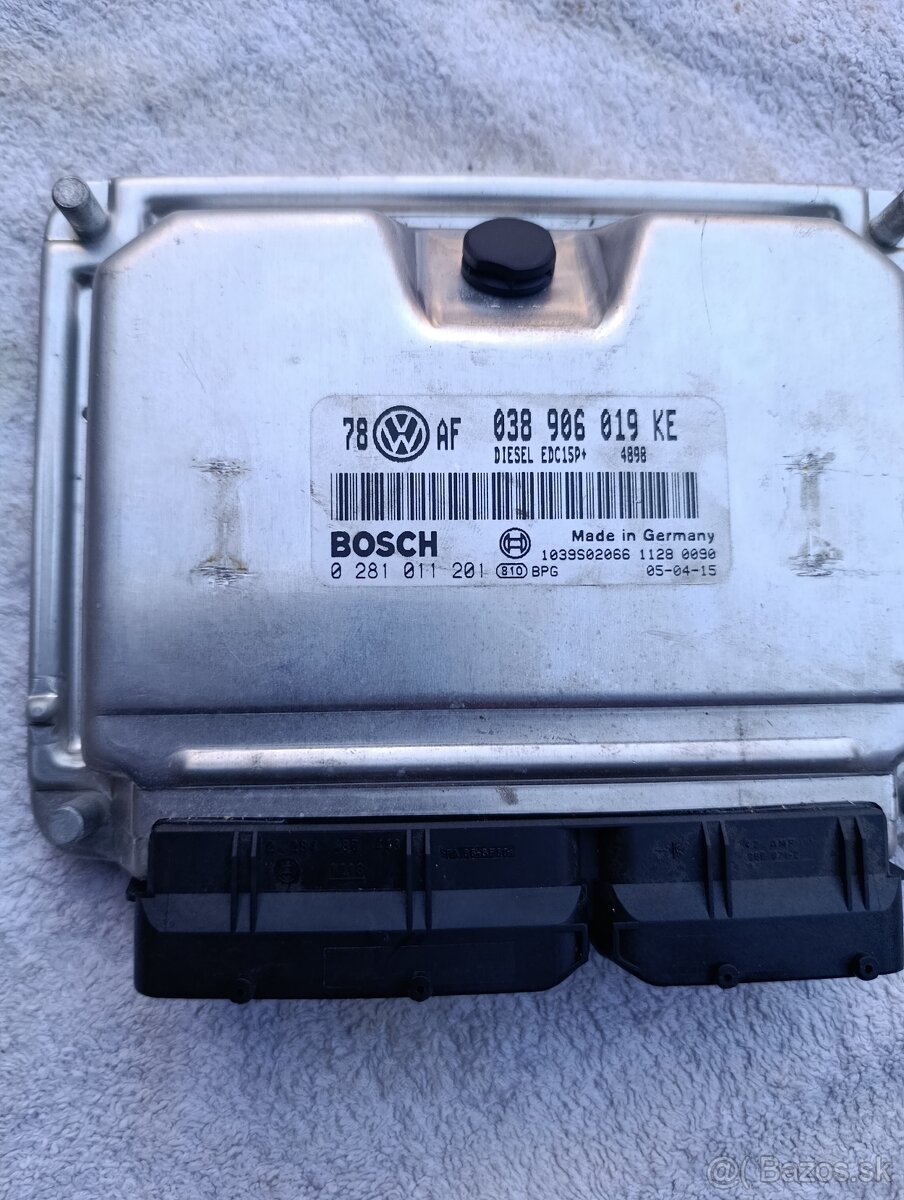 78 AF 038 906 019 KE
DIESEL EDC15P+ 4898
BOSCH Made in Germany
1039S02066 1128 0090
0 281 011 201 810 BPG 05-04-15
@ Bazos.sk